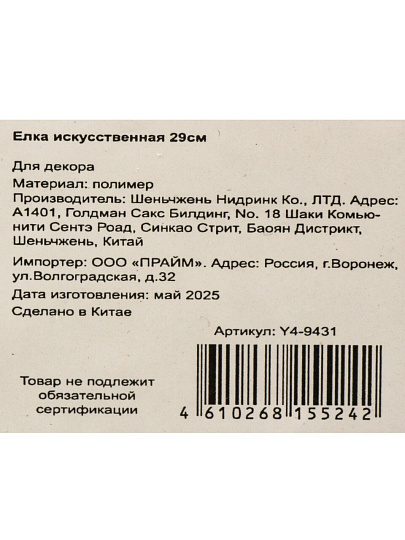 Елка искусственная 29см
Для декора
Материал: полимер
Производитель: Шеньчжень Нидринк Ко., ЛТД. Адрес:
А1401, Голдман Сакс Билдинг, No. 18 Шаки Комью-
нити Сентэ Роад, Синкао Стрит, Баоян Дистрикт,
Шеньчжень, Китай
Импортер: ООО «ПРАЙМ». Адрес: Россия, г.Воронеж,
ул.Волгоградская, д.32
Дата изготовления: май 2025
Сделано в Китае
Артикул: Y4-9431
Товар не подлежит
обязательной
сертификации
4 610268 155242